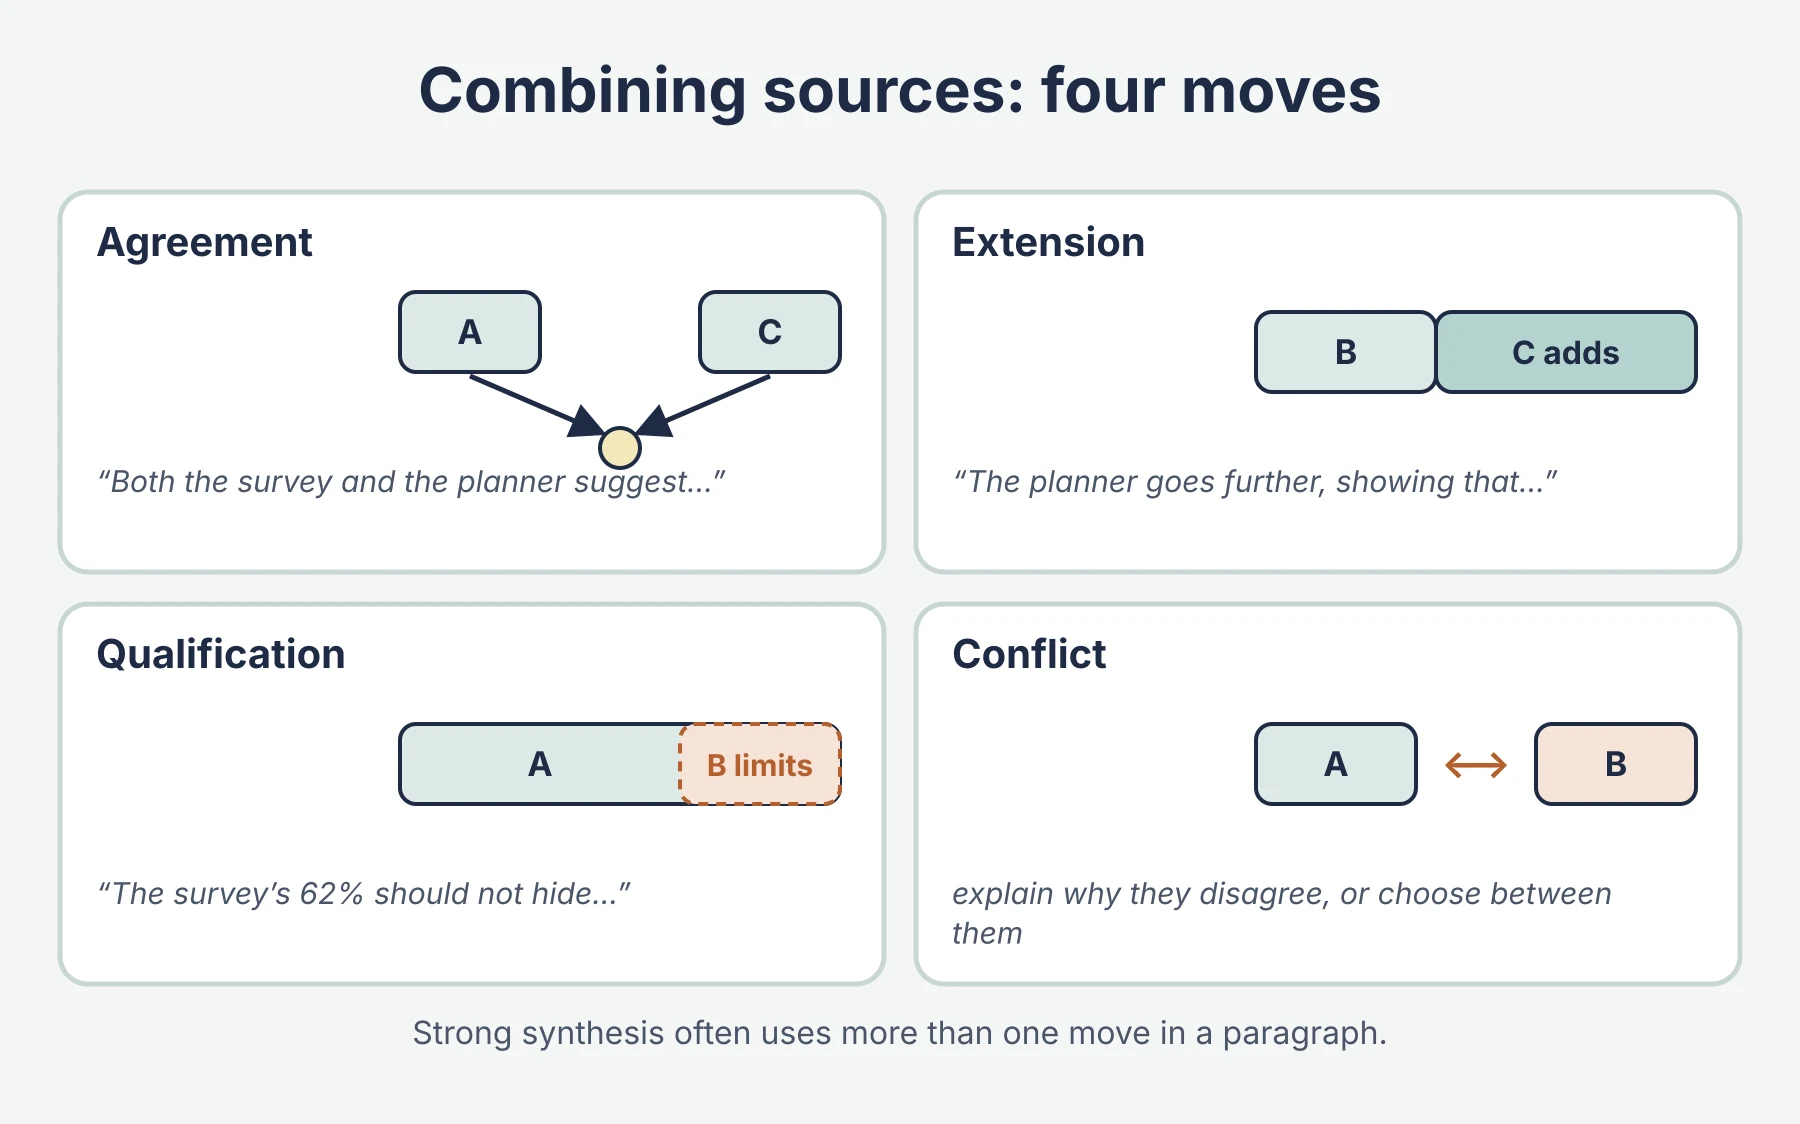 Combining sources: four moves
Agreement
A
C
“Both the survey and the planner suggest...”
Extension
B
C adds
“The planner goes further, showing that...”
Qualification
A
B limits
“The survey’s 62% should not hide...”
Conflict
A
B
explain why they disagree, or choose between
them
Strong synthesis often uses more than one move in a paragraph.